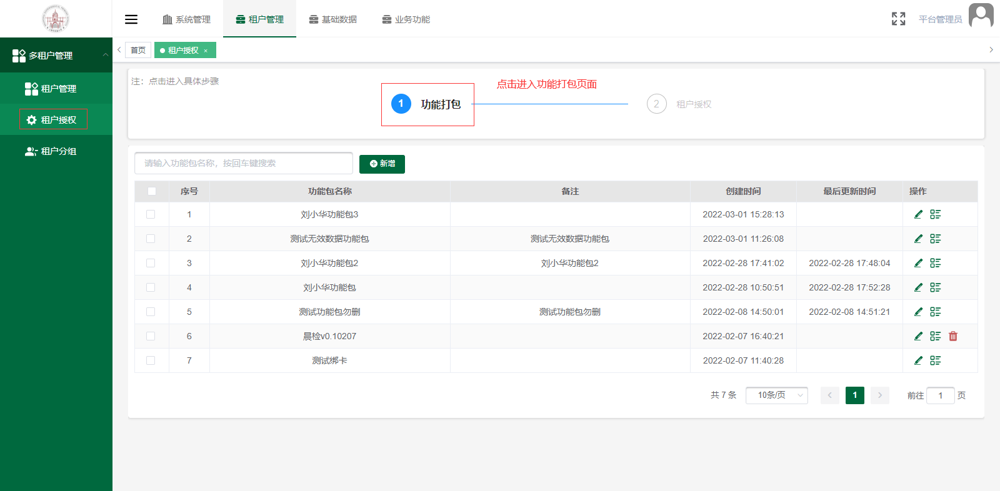 系统管理
租户管理
基础数据
业务功能
平台管理员
多租户管理
租户管理
租户授权
租户分组
首页
租户授权 ×
注：点击进入具体步骤
1 功能打包
点击进入功能打包页面
2 租户授权
请输入功能包名称，按回车键搜索
新增
序号 功能包名称 备注 创建时间 最后更新时间 操作
1 刘小华功能包3 2022-03-01 15:28:13
2 测试无效数据功能包 测试无效数据功能包 2022-03-01 11:26:08
3 刘小华功能包2 刘小华功能包2 2022-02-28 17:41:02 2022-02-28 17:48:04
4 刘小华功能包 2022-02-28 10:50:51 2022-02-28 17:52:28
5 测试功能包勿删 测试功能包勿删 2022-02-08 14:50:01 2022-02-08 14:51:21
6 晨检v0.10207 2022-02-07 16:40:21
7 测试绑卡 2022-02-07 11:40:28
共 7 条 10条/页 1 前往 1 页